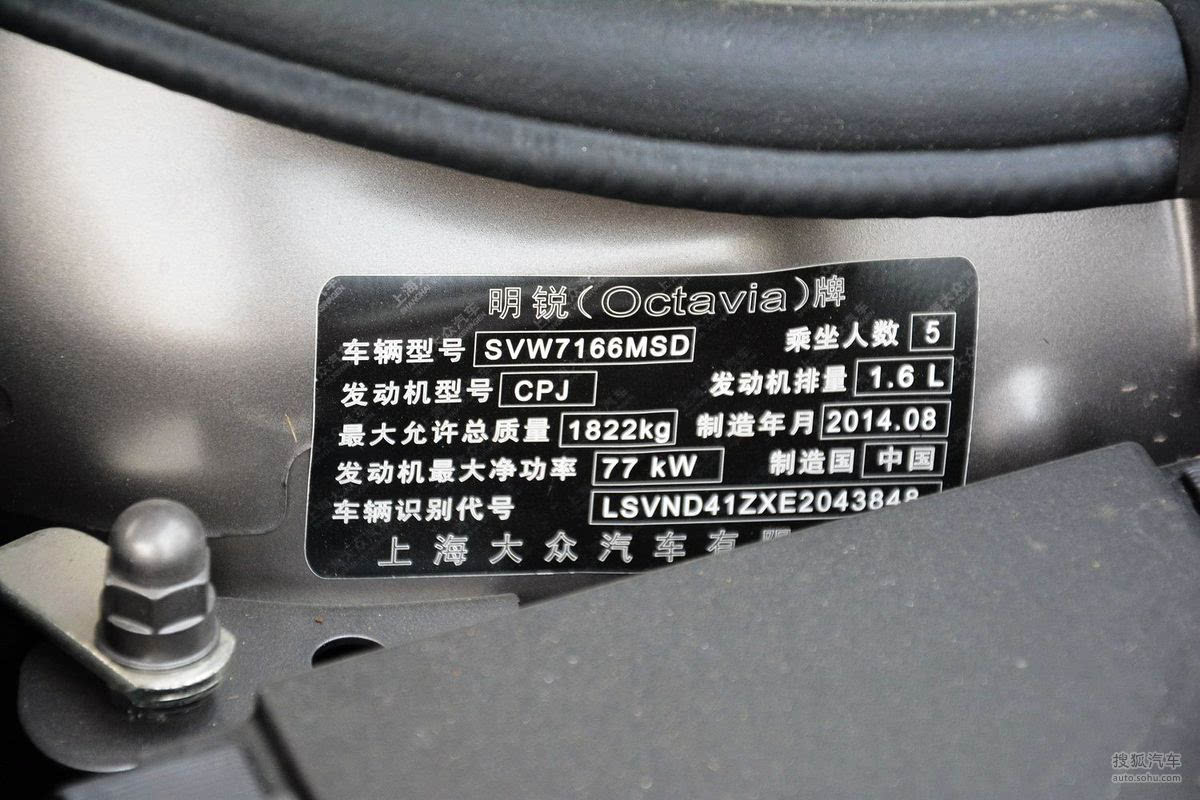 明锐(Octavia)牌
车辆型号 SVW7166MSD 乘坐人数 5
发动机型号 CPJ 发动机排量 1.6 L
最大允许总质量 1822kg 制造年月 2014.08
发动机最大净功率 77 kW 制造国 中国
车辆识别代号 LSVND41ZXE2043848
上海大众汽车有
搜狐汽车
auto.sohu.com